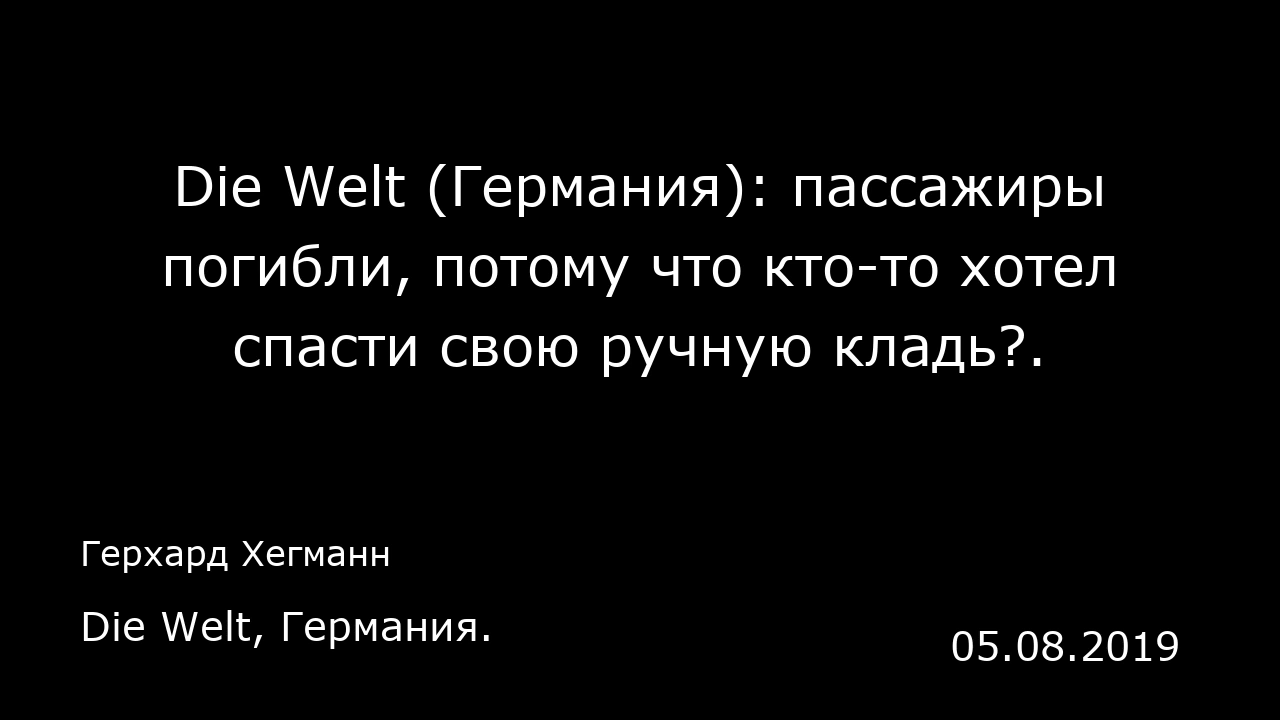 Die Welt (Германия): пассажиры
погибли, потому что кто-то хотел
спасти свою ручную кладь?.
Герхард Хегманн
Die Welt, Германия.
05.08.2019